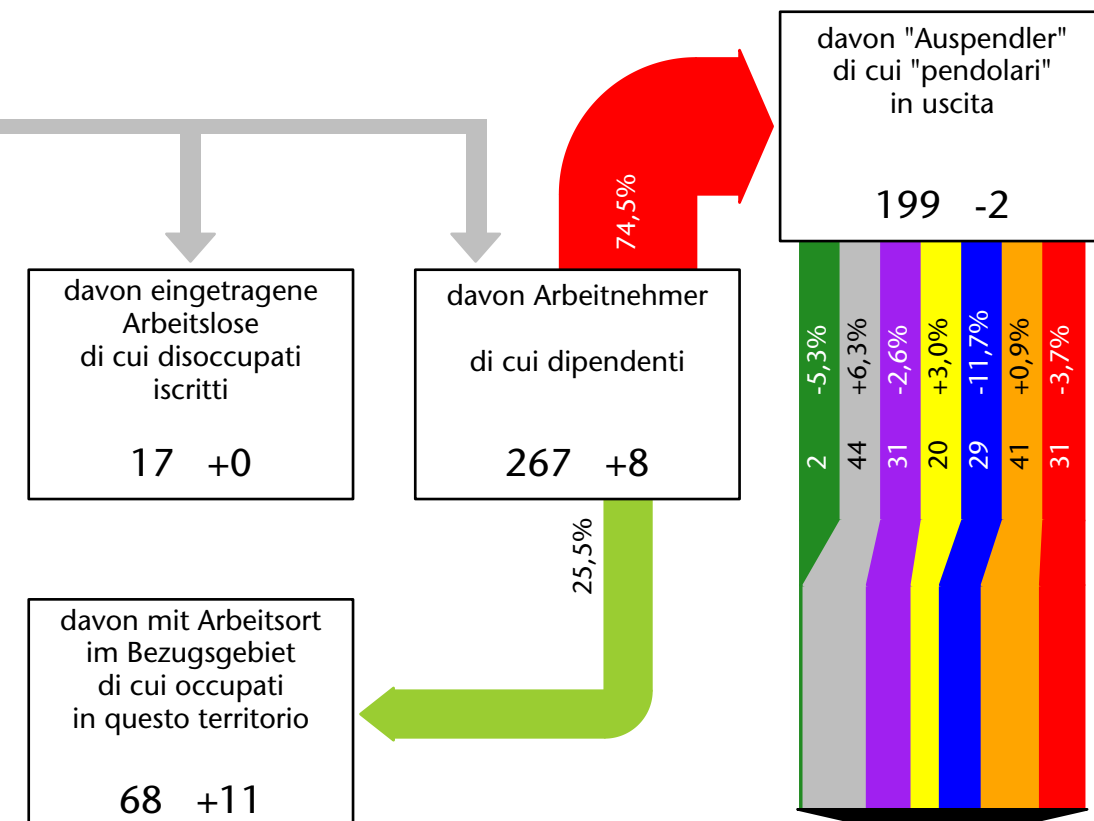 davon "Auspendler"
di cui "pendolari"
in uscita
199 -2
74,5%
davon eingetragene
Arbeitslose
di cui disoccupati
iscritti
17 +0
davon Arbeitnehmer
di cui dipendenti
267 +8
-5,3%
+6,3%
-2,6%
+3,0%
-11,7%
+0,9%
-3,7%
2
44
31
20
29
41
31
25,5%
davon mit Arbeitsort
im Bezugsgebiet
di cui occupati
in questo territorio
68 +11